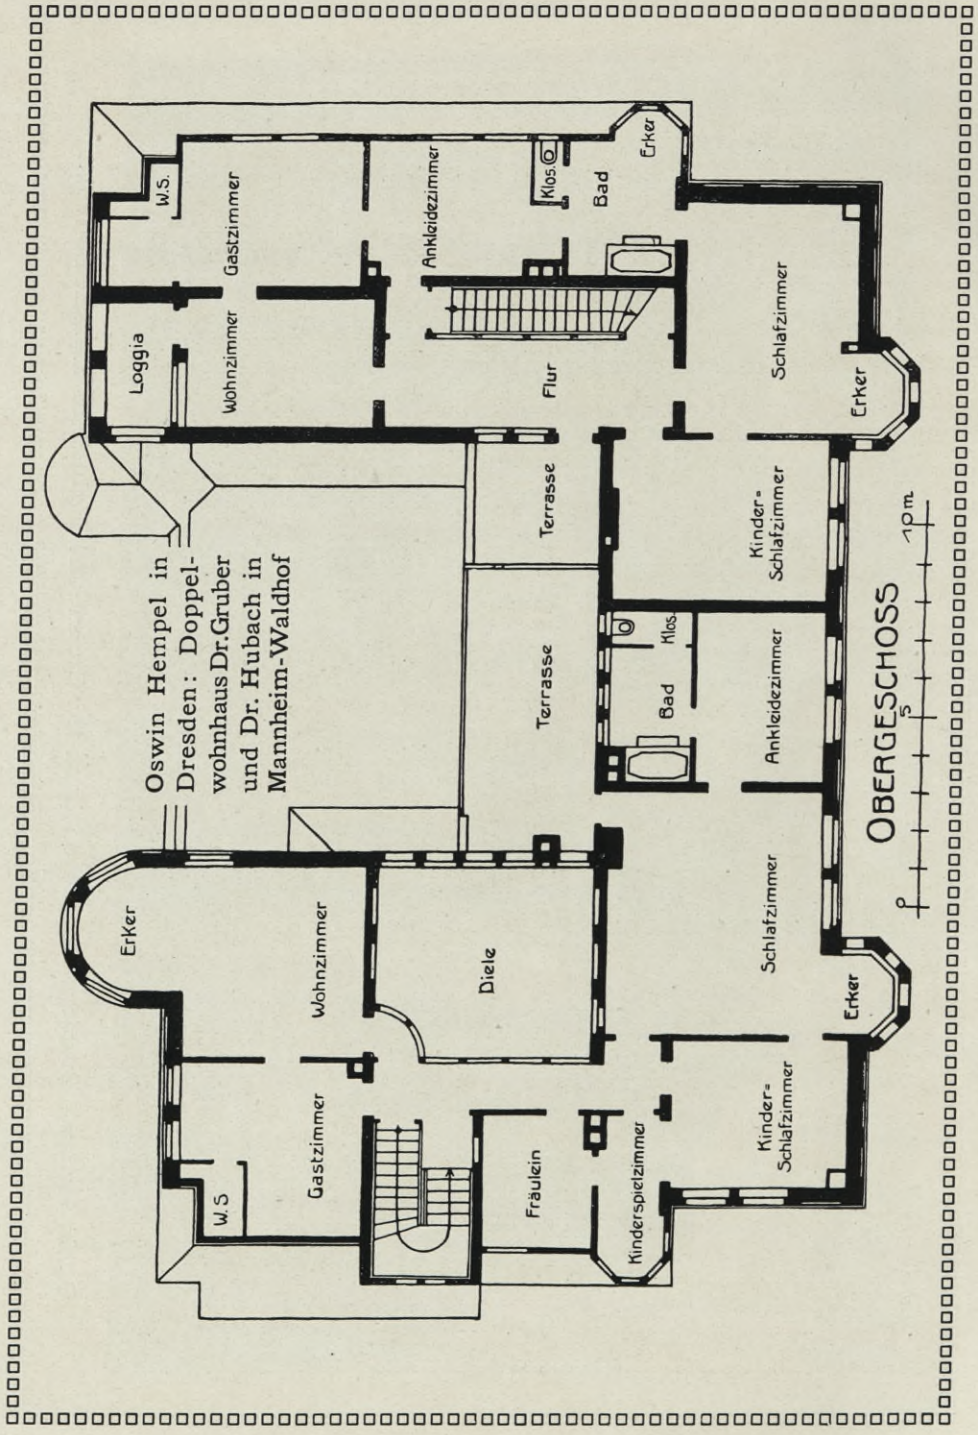 Oswin Hempel in
Dresden: Doppel-
wohnhaus Dr. Gruber
und Dr. Hubach in
Mannheim-Waldhof
Erker
Wohnzimmer
Gastzimmer
W.S
Diele
Fräulein
Kinderspielzimmer
Kinder=
Schlafzimmer
Schlafzimmer
Erker
Terrasse
Bad
Klos.
Ankleidezimmer
Terrasse
Kinder=
Schlafzimmer
Loggia
Wohnzimmer
W.S.
Gastzimmer
Ankleidezimmer
Klos.
Bad
Erker
Flur
Schlafzimmer
Erker
OBERGESCHOSS
0 5 10 m